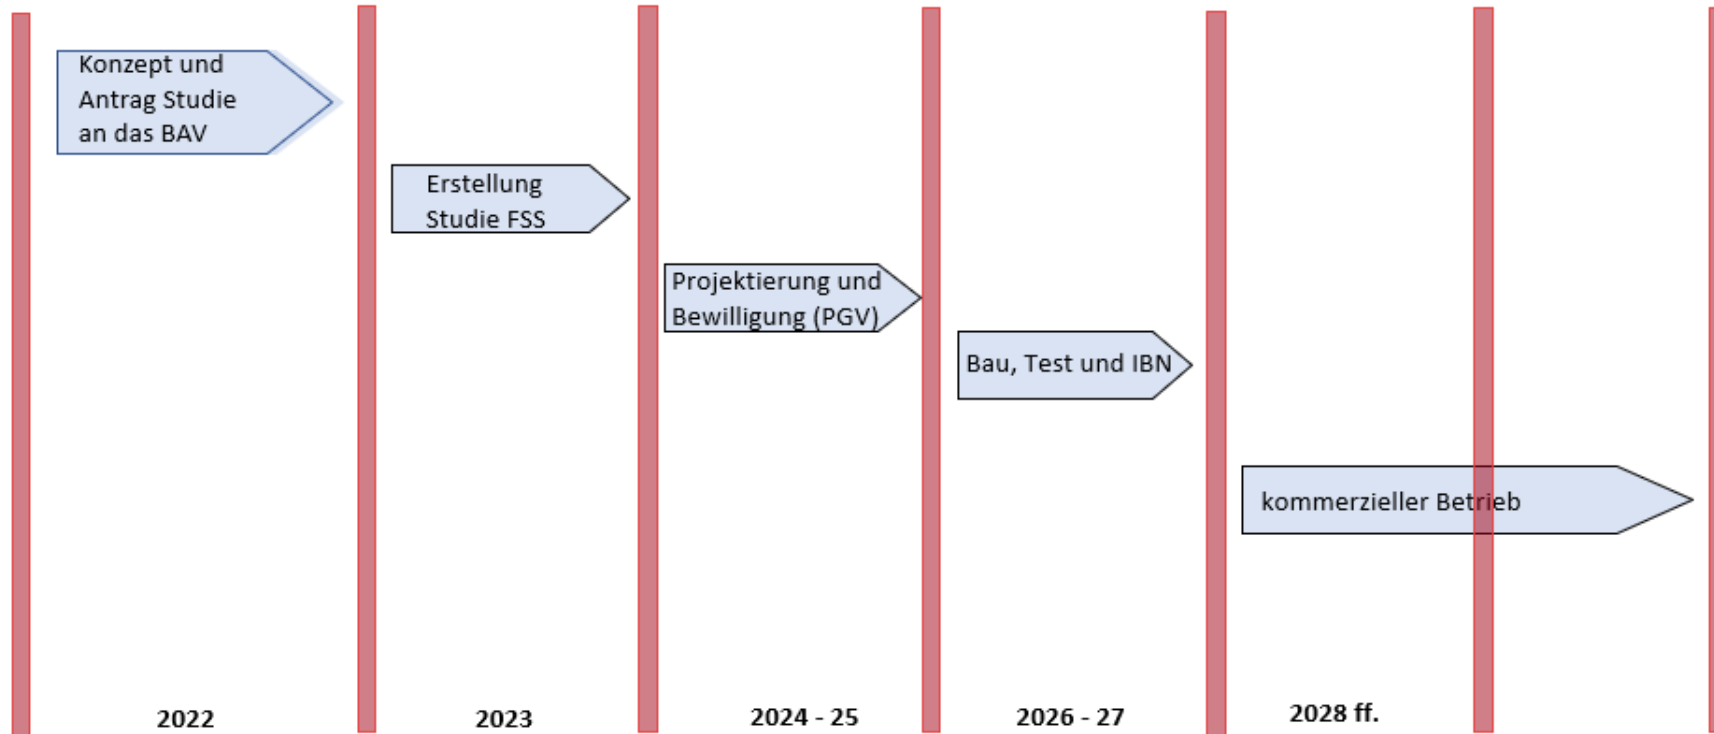 Konzept und
Antrag Studie
an das BAV
Erstellung
Studie FSS
Projektierung und
Bewilligung (PGV)
Bau, Test und IBN
kommerzieller Betrieb
2022
2023
2024 - 25
2026 - 27
2028 ff.